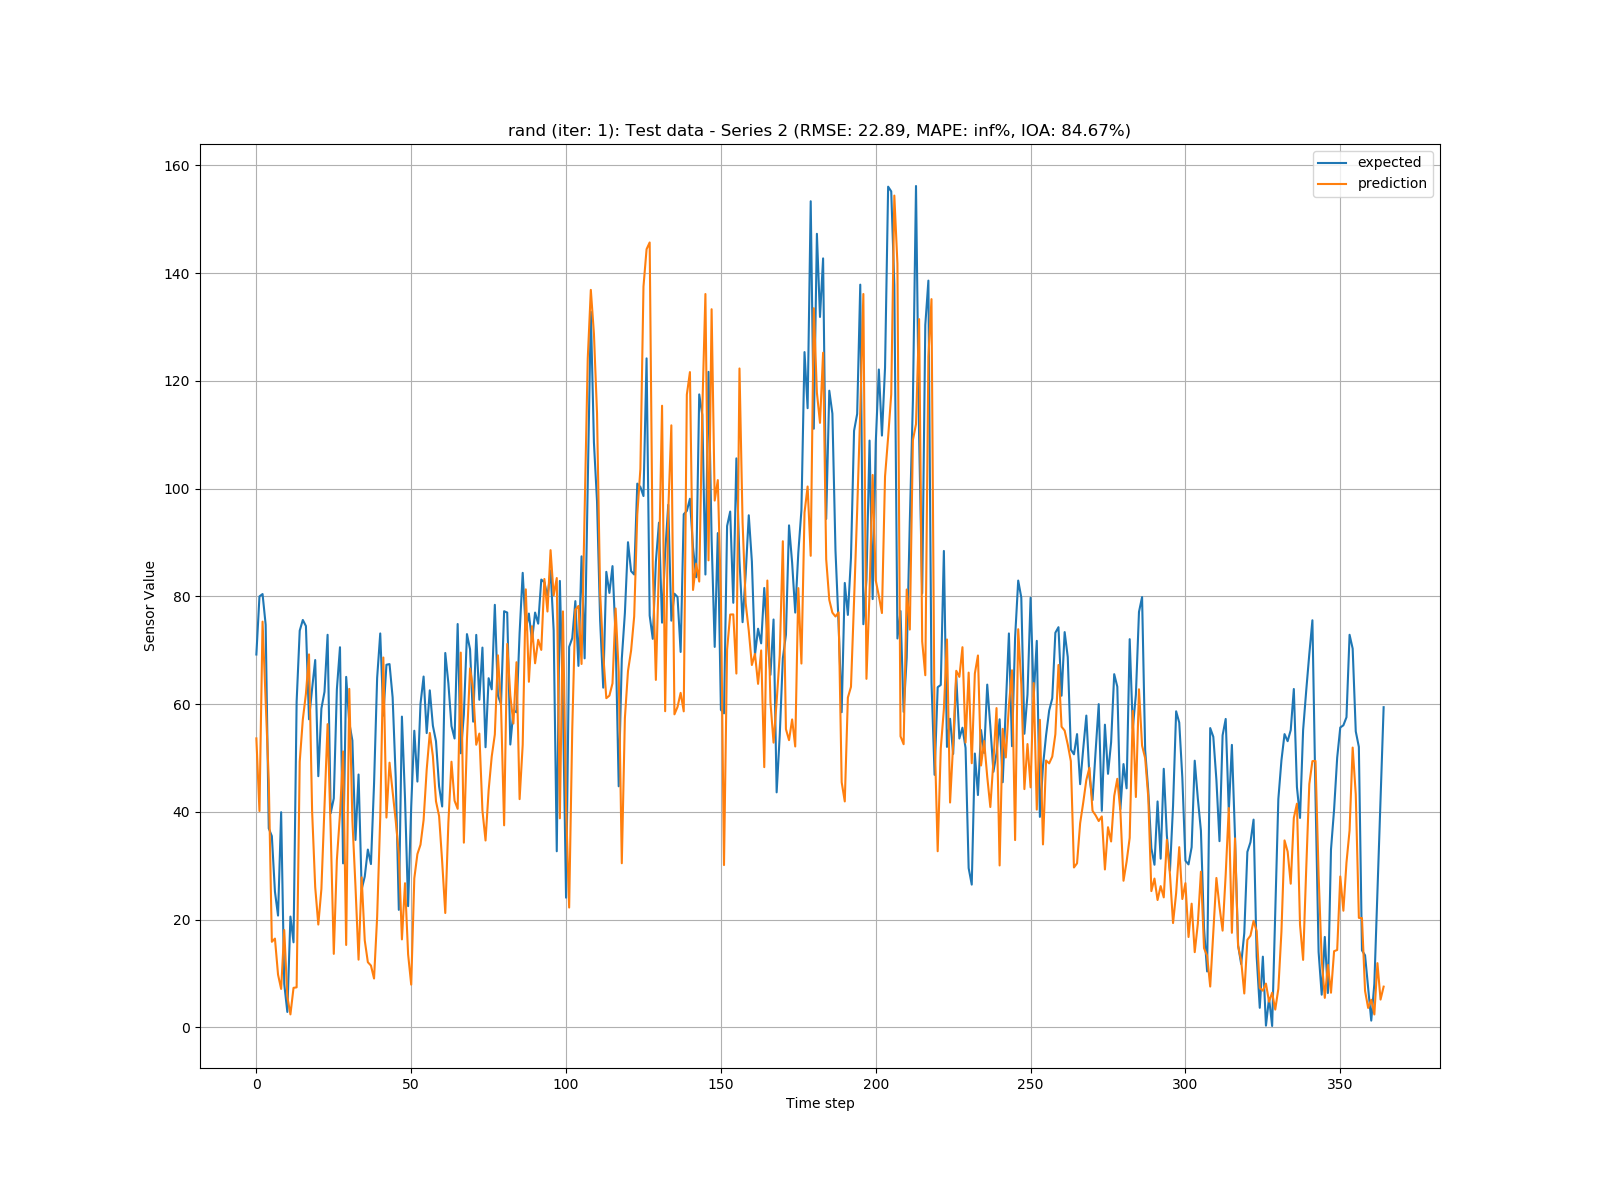 rand (iter: 1): Test data - Series 2 (RMSE: 22.89, MAPE: inf%, IOA: 84.67%)
expected
prediction
160
140
120
100
80
60
40
20
0
Sensor Value
0 50 100 150 200 250 300 350
Time step